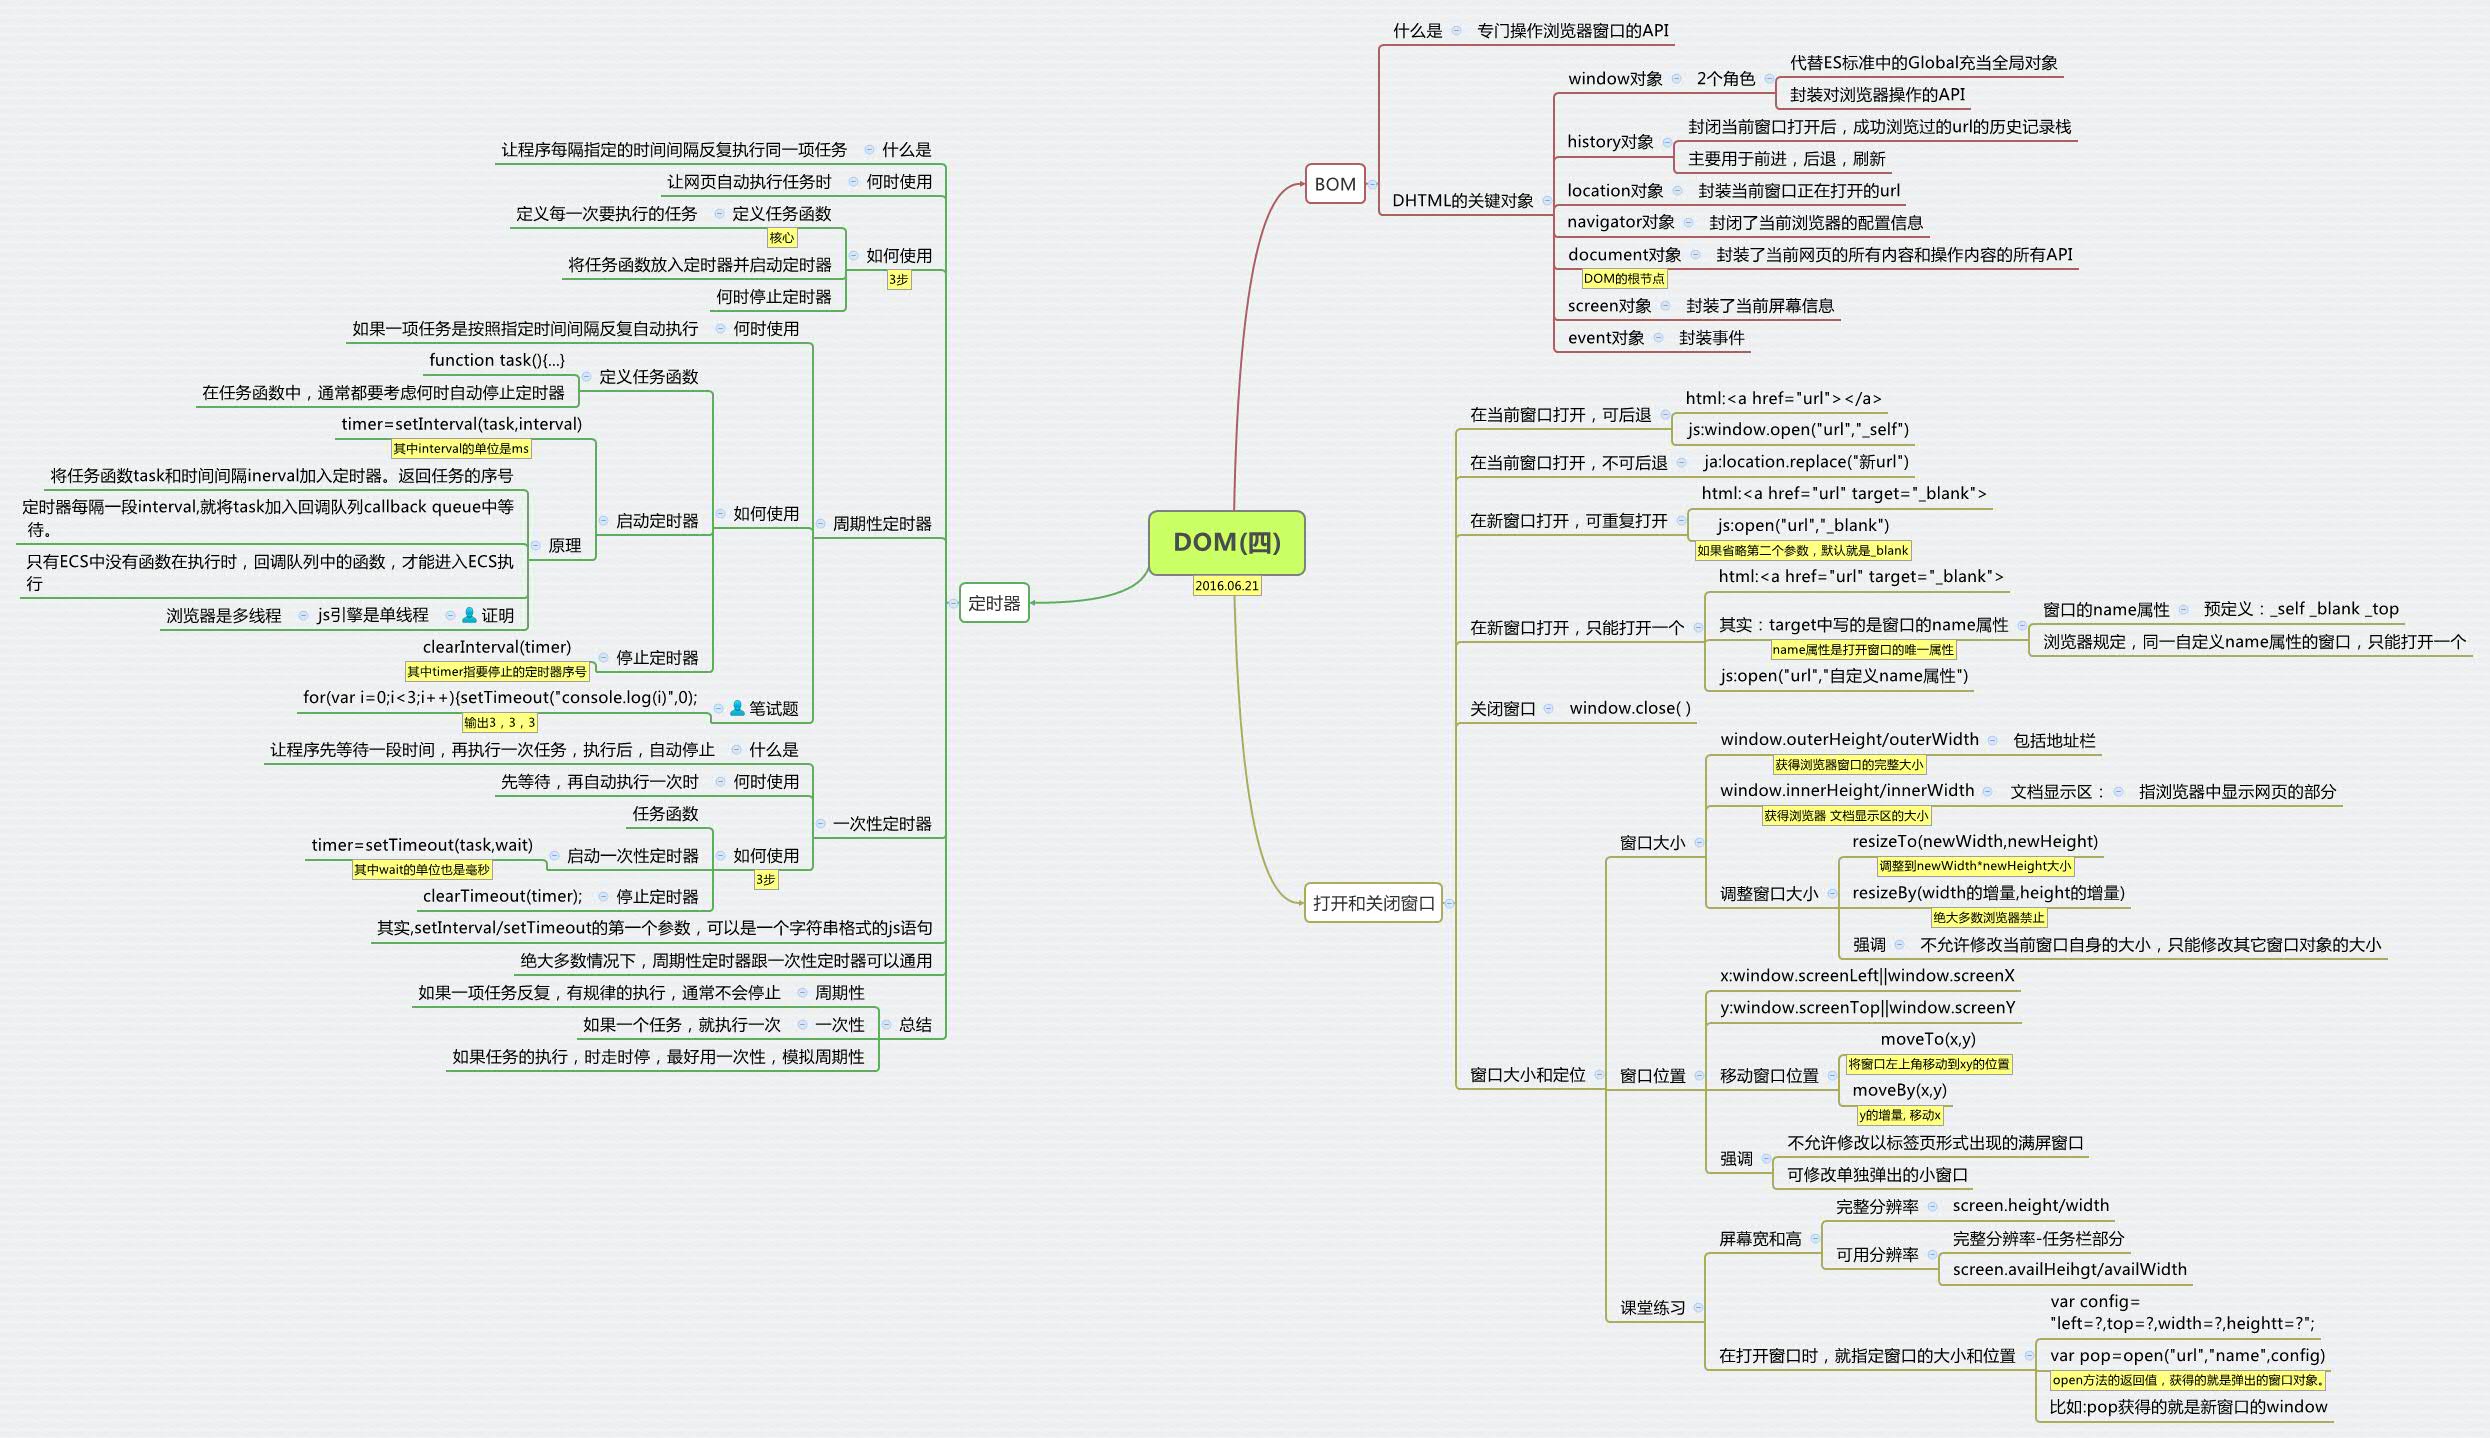 DOM(四)
2016.06.21
BOM
什么是
专门操作浏览器窗口的API
DHTML的关键对象
window对象
2个角色
代替ES标准中的Global充当全局对象
封装对浏览器操作的API
history对象
封闭当前窗口打开后，成功浏览过的url的历史记录栈
主要用于前进，后退，刷新
location对象
封装当前窗口正在打开的url
navigator对象
封闭了当前浏览器的配置信息
document对象
封装了当前网页的所有内容和操作内容的所有API
DOM的根节点
screen对象
封装了当前屏幕信息
event对象
封装事件
打开和关闭窗口
在当前窗口打开，可后退
html:<a href="url"></a>
js:window.open("url","_self")
在当前窗口打开，不可后退
ja:location.replace("新url")
在新窗口打开，可重复打开
html:<a href="url" target="_blank">
js:open("url","_blank")
如果省略第二个参数，默认就是_blank
在新窗口打开，只能打开一个
html:<a href="url" target="_blank">
其实：target中写的是窗口的name属性
name属性是打开窗口的唯一属性
窗口的name属性
预定义：_self _blank _top
浏览器规定，同一自定义name属性的窗口，只能打开一个
js:open("url","自定义name属性")
关闭窗口
window.close( )
窗口大小和定位
窗口大小
window.outerHeight/outerWidth
包括地址栏
获得浏览器窗口的完整大小
window.innerHeight/innerWidth
文档显示区：
指浏览器中显示网页的部分
获得浏览器 文档显示区的大小
调整窗口大小
resizeTo(newWidth,newHeight)
调整到newWidth*newHeight大小
resizeBy(width的增量,height的增量)
绝大多数浏览器禁止
强调
不允许修改当前窗口自身的大小，只能修改其它窗口对象的大小
窗口位置
x:window.screenLeft||window.screenX
y:window.screenTop||window.screenY
移动窗口位置
moveTo(x,y)
将窗口左上角移动到xy的位置
moveBy(x,y)
y的增量, 移动x
强调
不允许修改以标签页形式出现的满屏窗口
可修改单独弹出的小窗口
课堂练习
屏幕宽和高
完整分辨率
screen.height/width
可用分辨率
完整分辨率-任务栏部分
screen.availHeihgt/availWidth
在打开窗口时，就指定窗口的大小和位置
var config=
"left=?,top=?,width=?,heightt=?";
var pop=open("url","name",config)
open方法的返回值，获得的就是弹出的窗口对象。
比如:pop获得的就是新窗口的window
定时器
什么是
让程序每隔指定的时间间隔反复执行同一项任务
何时使用
让网页自动执行任务时
如何使用
3步
定义任务函数
定义每一次要执行的任务
核心
将任务函数放入定时器并启动定时器
何时停止定时器
周期性定时器
何时使用
如果一项任务是按照指定时间间隔反复自动执行
如何使用
定义任务函数
function task(){...}
在任务函数中，通常都要考虑何时自动停止定时器
启动定时器
timer=setInterval(task,interval)
其中interval的单位是ms
原理
将任务函数task和时间间隔inerval加入定时器。返回任务的序号
定时器每隔一段interval,就将task加入回调队列callback queue中等
待。
只有ECS中没有函数在执行时，回调队列中的函数，才能进入ECS执
行
证明
js引擎是单线程
浏览器是多线程
停止定时器
clearInterval(timer)
其中timer指要停止的定时器序号
笔试题
for(var i=0;i<3;i++){setTimeout("console.log(i)",0);
输出3，3，3
一次性定时器
什么是
让程序先等待一段时间，再执行一次任务，执行后，自动停止
何时使用
先等待，再自动执行一次时
如何使用
3步
任务函数
启动一次性定时器
timer=setTimeout(task,wait)
其中wait的单位也是毫秒
停止定时器
clearTimeout(timer);
其实,setInterval/setTimeout的第一个参数，可以是一个字符串格式的js语句
绝大多数情况下，周期性定时器跟一次性定时器可以通用
总结
周期性
如果一项任务反复，有规律的执行，通常不会停止
一次性
如果一个任务，就执行一次
如果任务的执行，时走时停，最好用一次性，模拟周期性